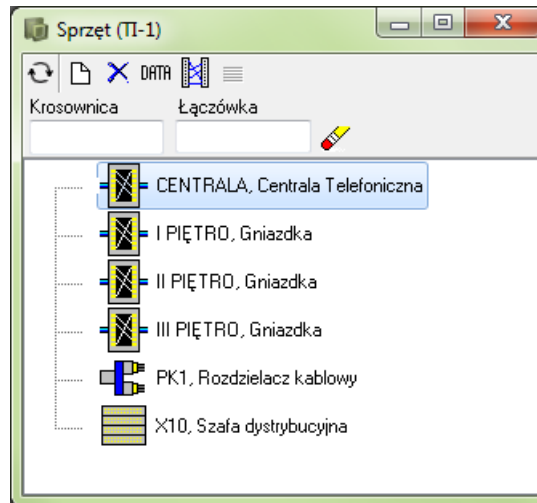 Sprzęt (TI-1)
DATA
Krosownica Łączówka
CENTRALA, Centrala Telefoniczna
I PIĘTRO, Gniazdka
II PIĘTRO, Gniazdka
III PIĘTRO, Gniazdka
PK1, Rozdzielacz kablowy
X10, Szafa dystrybucyjna